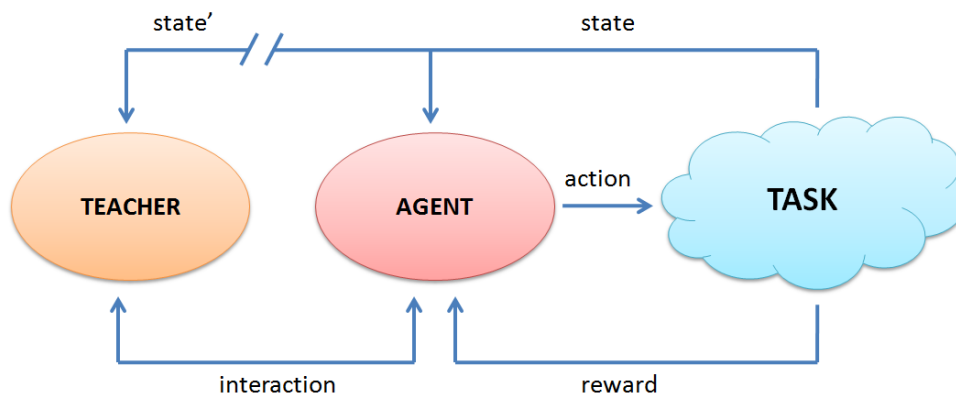 state’
state
TEACHER
AGENT
action
TASK
interaction
reward